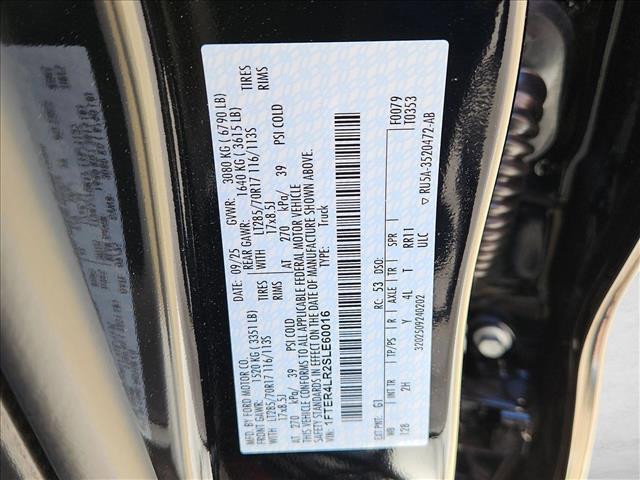 MFD. BY FORD MOTOR CO.
DATE: 09/25 GVWR: 3080 KG ( 6790 LB)
FRONT GAWR: 1520 KG ( 3351 LB) REAR GAWR: 1640 KG ( 3615 LB)
LT285/70R17 116/113S TIRES WITH LT285/70R17 116/113S TIRES
17x8.5J RIMS 17x8.5J RIMS
AT 270 kPa/ 39 PSI COLD AT 270 kPa/ 39 PSI COLD
THIS VEHICLE CONFORMS TO ALL APPLICABLE FEDERAL MOTOR VEHICLE
SAFETY STANDARDS IN EFFECT ON THE DATE OF MANUFACTURE SHOWN ABOVE.
VIN: 1FTER4LR2SLE60016 TYPE: Truck
F0079
T0353
3202509240202
EXT PNT: G1 RC: 53 DSO:
WB INT TR TP/PS R AXLE TR SPR
128 2H Y 4L T RR11
ULC
▽ RU5A-3520472-AB